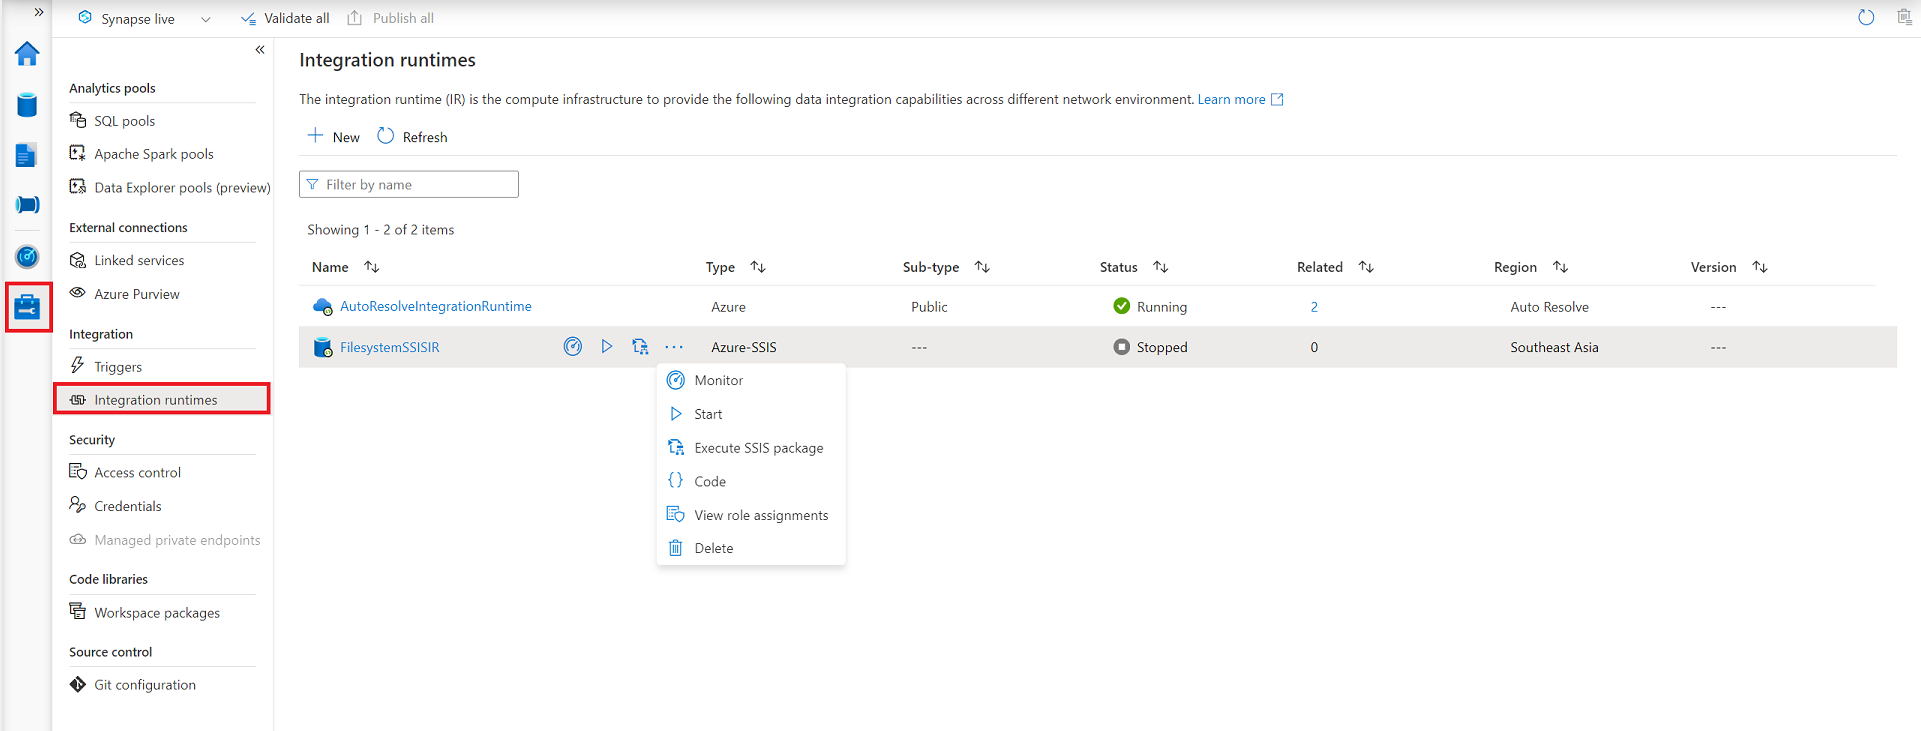 Synapse live
Validate all
Publish all
Analytics pools
SQL pools
Apache Spark pools
Data Explorer pools (preview)
External connections
Linked services
Azure Purview
Integration
Triggers
Integration runtimes
Security
Access control
Credentials
Managed private endpoints
Code libraries
Workspace packages
Source control
Git configuration
Integration runtimes
The integration runtime (IR) is the compute infrastructure to provide the following data integration capabilities across different network environment. Learn more
New Refresh
Filter by name
Showing 1 - 2 of 2 items
Name Type Sub-type Status Related Region Version
AutoResolveIntegrationRuntime Azure Public Running 2 Auto Resolve ---
FilesystemSSISIR ... Azure-SSIS --- Stopped 0 Southeast Asia ---
Monitor
Start
Execute SSIS package
Code
View role assignments
Delete